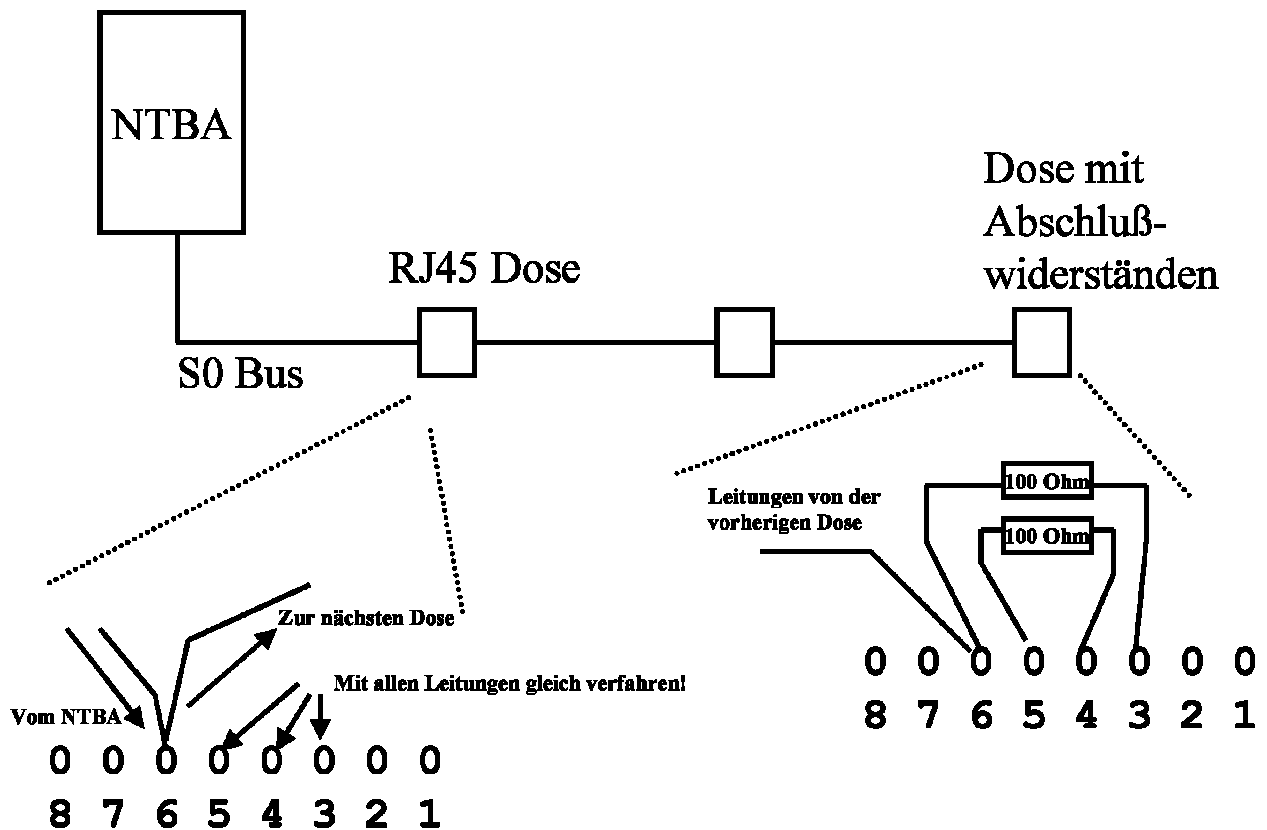 NTBA
Dose mit
Abschluß-
widerständen
RJ45 Dose
S0 Bus
100 Ohm
100 Ohm
Leitungen von der
vorherigen Dose
Zur nächsten Dose
Mit allen Leitungen gleich verfahren!
Vom NTBA
0 0 0 0 0 0 0 0
8 7 6 5 4 3 2 1
0 0 0 0 0 0 0 0
8 7 6 5 4 3 2 1